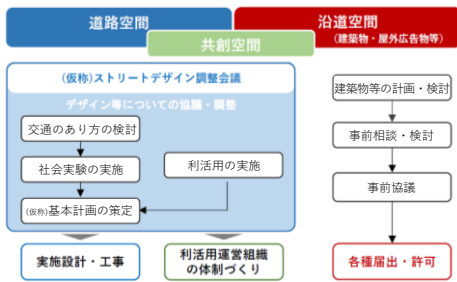 道路空間
沿道空間
(建築物・屋外広告物等)
共創空間
(仮称)ストリートデザイン調整会議
デザイン等についての協議・調整
交通のあり方の検討
社会実験の実施
利活用の実施
(仮称)基本計画の策定
実施設計・工事
利活用運営組織
の体制づくり
建築物等の計画・検討
事前相談・検討
事前協議
各種届出・許可